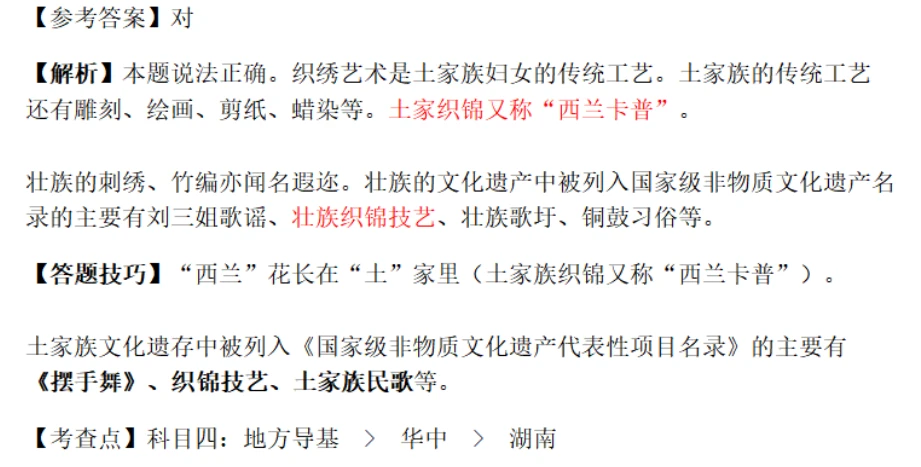 【参考答案】对
【解析】本题说法正确。织绣艺术是土家族妇女的传统工艺。土家族的传统工艺
还有雕刻、绘画、剪纸、蜡染等。土家织锦又称“西兰卡普”。
壮族的刺绣、竹编亦闻名遐迩。壮族的文化遗产中被列入国家级非物质文化遗产名
录的主要有刘三姐歌谣、壮族织锦技艺、壮族歌圩、铜鼓习俗等。
【答题技巧】“西兰”花长在“土”家里（土家族织锦又称“西兰卡普”）。
土家族文化遗存中被列入《国家级非物质文化遗产代表性项目名录》的主要有
《摆手舞》、织锦技艺、土家族民歌等。
【考查点】科目四：地方导基 > 华中 > 湖南